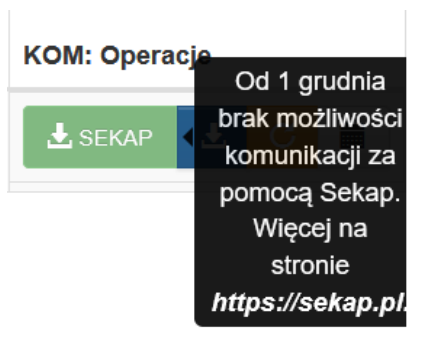 KOM: Operacje
SEKAP
Od 1 grudnia
brak możliwości
komunikacji za
pomocą Sekap.
Więcej na
stronie
https://sekap.pl.